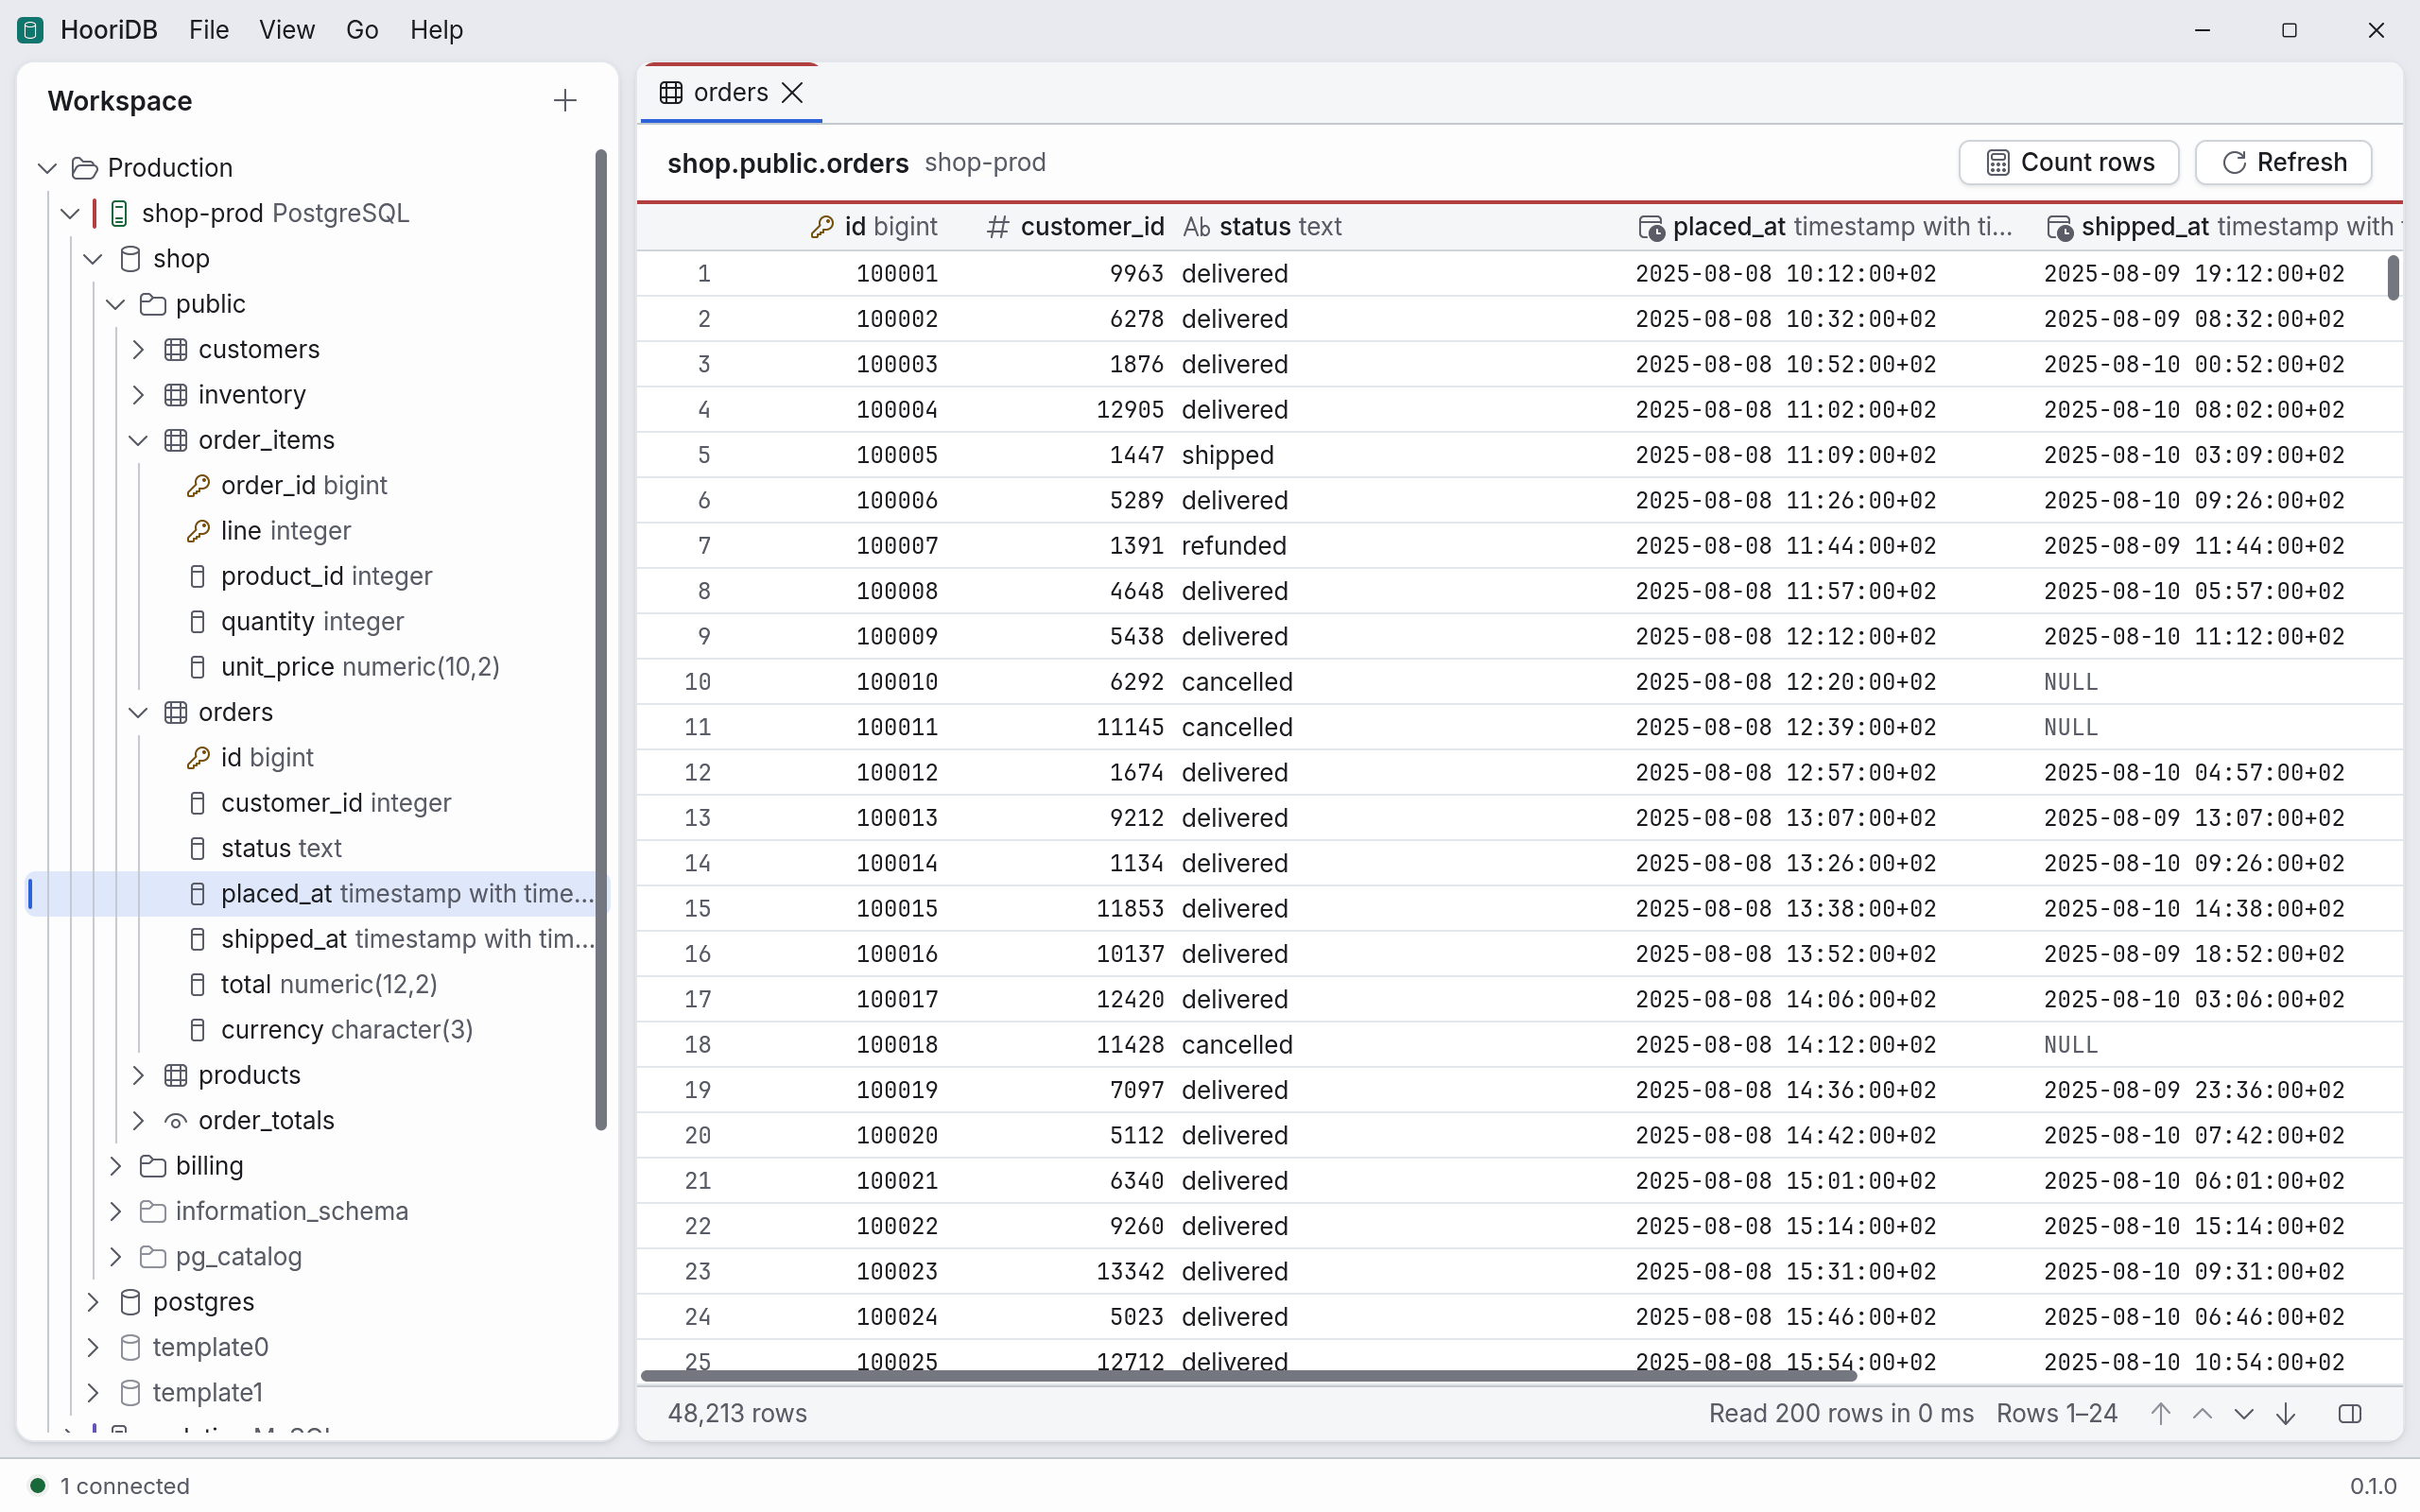 HooriDB File View Go Help
Workspace
Production
shop-prod PostgreSQL
shop
public
customers
inventory
order_items
order_id bigint
line integer
product_id integer
quantity integer
unit_price numeric(10,2)
orders
id bigint
customer_id integer
status text
placed_at timestamp with time...
shipped_at timestamp with tim...
total numeric(12,2)
currency character(3)
products
order_totals
billing
information_schema
pg_catalog
postgres
template0
template1
orders
shop.public.orders shop-prod Count rows Refresh
id bigint customer_id Ab status text placed_at timestamp with ti... shipped_at timestamp with
1 100001 9963 delivered 2025-08-08 10:12:00+02 2025-08-09 19:12:00+02
2 100002 6278 delivered 2025-08-08 10:32:00+02 2025-08-09 08:32:00+02
3 100003 1876 delivered 2025-08-08 10:52:00+02 2025-08-10 00:52:00+02
4 100004 12905 delivered 2025-08-08 11:02:00+02 2025-08-10 08:02:00+02
5 100005 1447 shipped 2025-08-08 11:09:00+02 2025-08-10 03:09:00+02
6 100006 5289 delivered 2025-08-08 11:26:00+02 2025-08-10 09:26:00+02
7 100007 1391 refunded 2025-08-08 11:44:00+02 2025-08-09 11:44:00+02
8 100008 4648 delivered 2025-08-08 11:57:00+02 2025-08-10 05:57:00+02
9 100009 5438 delivered 2025-08-08 12:12:00+02 2025-08-10 11:12:00+02
10 100010 6292 cancelled 2025-08-08 12:20:00+02 NULL
11 100011 11145 cancelled 2025-08-08 12:39:00+02 NULL
12 100012 1674 delivered 2025-08-08 12:57:00+02 2025-08-10 04:57:00+02
13 100013 9212 delivered 2025-08-08 13:07:00+02 2025-08-09 13:07:00+02
14 100014 1134 delivered 2025-08-08 13:26:00+02 2025-08-10 09:26:00+02
15 100015 11853 delivered 2025-08-08 13:38:00+02 2025-08-10 14:38:00+02
16 100016 10137 delivered 2025-08-08 13:52:00+02 2025-08-09 18:52:00+02
17 100017 12420 delivered 2025-08-08 14:06:00+02 2025-08-10 03:06:00+02
18 100018 11428 cancelled 2025-08-08 14:12:00+02 NULL
19 100019 7097 delivered 2025-08-08 14:36:00+02 2025-08-09 23:36:00+02
20 100020 5112 delivered 2025-08-08 14:42:00+02 2025-08-10 07:42:00+02
21 100021 6340 delivered 2025-08-08 15:01:00+02 2025-08-10 06:01:00+02
22 100022 9260 delivered 2025-08-08 15:14:00+02 2025-08-10 15:14:00+02
23 100023 13342 delivered 2025-08-08 15:31:00+02 2025-08-10 09:31:00+02
24 100024 5023 delivered 2025-08-08 15:46:00+02 2025-08-10 06:46:00+02
25 100025 12712 delivered 2025-08-08 15:54:00+02 2025-08-10 10:54:00+02
48,213 rows Read 200 rows in 0 ms Rows 1–24
1 connected 0.1.0